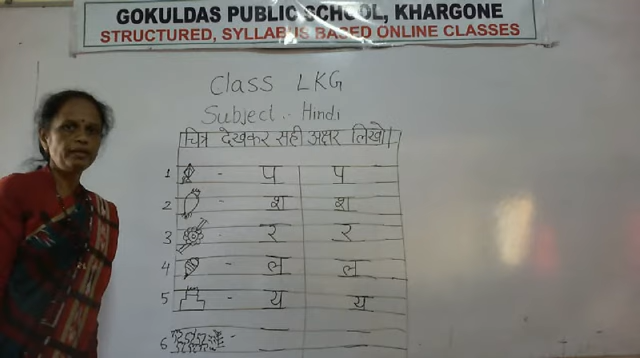 GOKULDAS PUBLIC SCHOOL, KHARGONE
STRUCTURED, SYLLABUS BASED ONLINE CLASSES
Class LKG
Subject :- Hindi
चित्र देखकर सही अक्षर लिखो।
1 - प प
2 - श श
3 - र र
4 - ल ल
5 - य य
6 -